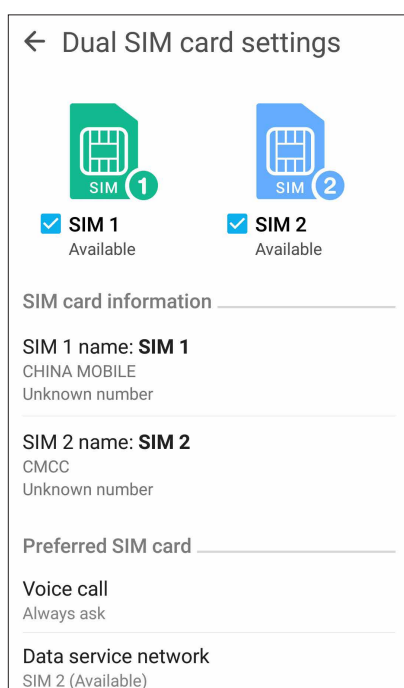 Dual SIM card settings
SIM 1
SIM 2
SIM 1
SIM 2
Available
Available
SIM card information
SIM 1 name: SIM 1
CHINA MOBILE
Unknown number
SIM 2 name: SIM 2
CMCC
Unknown number
Preferred SIM card
Voice call
Always ask
Data service network
SIM 2 (Available)